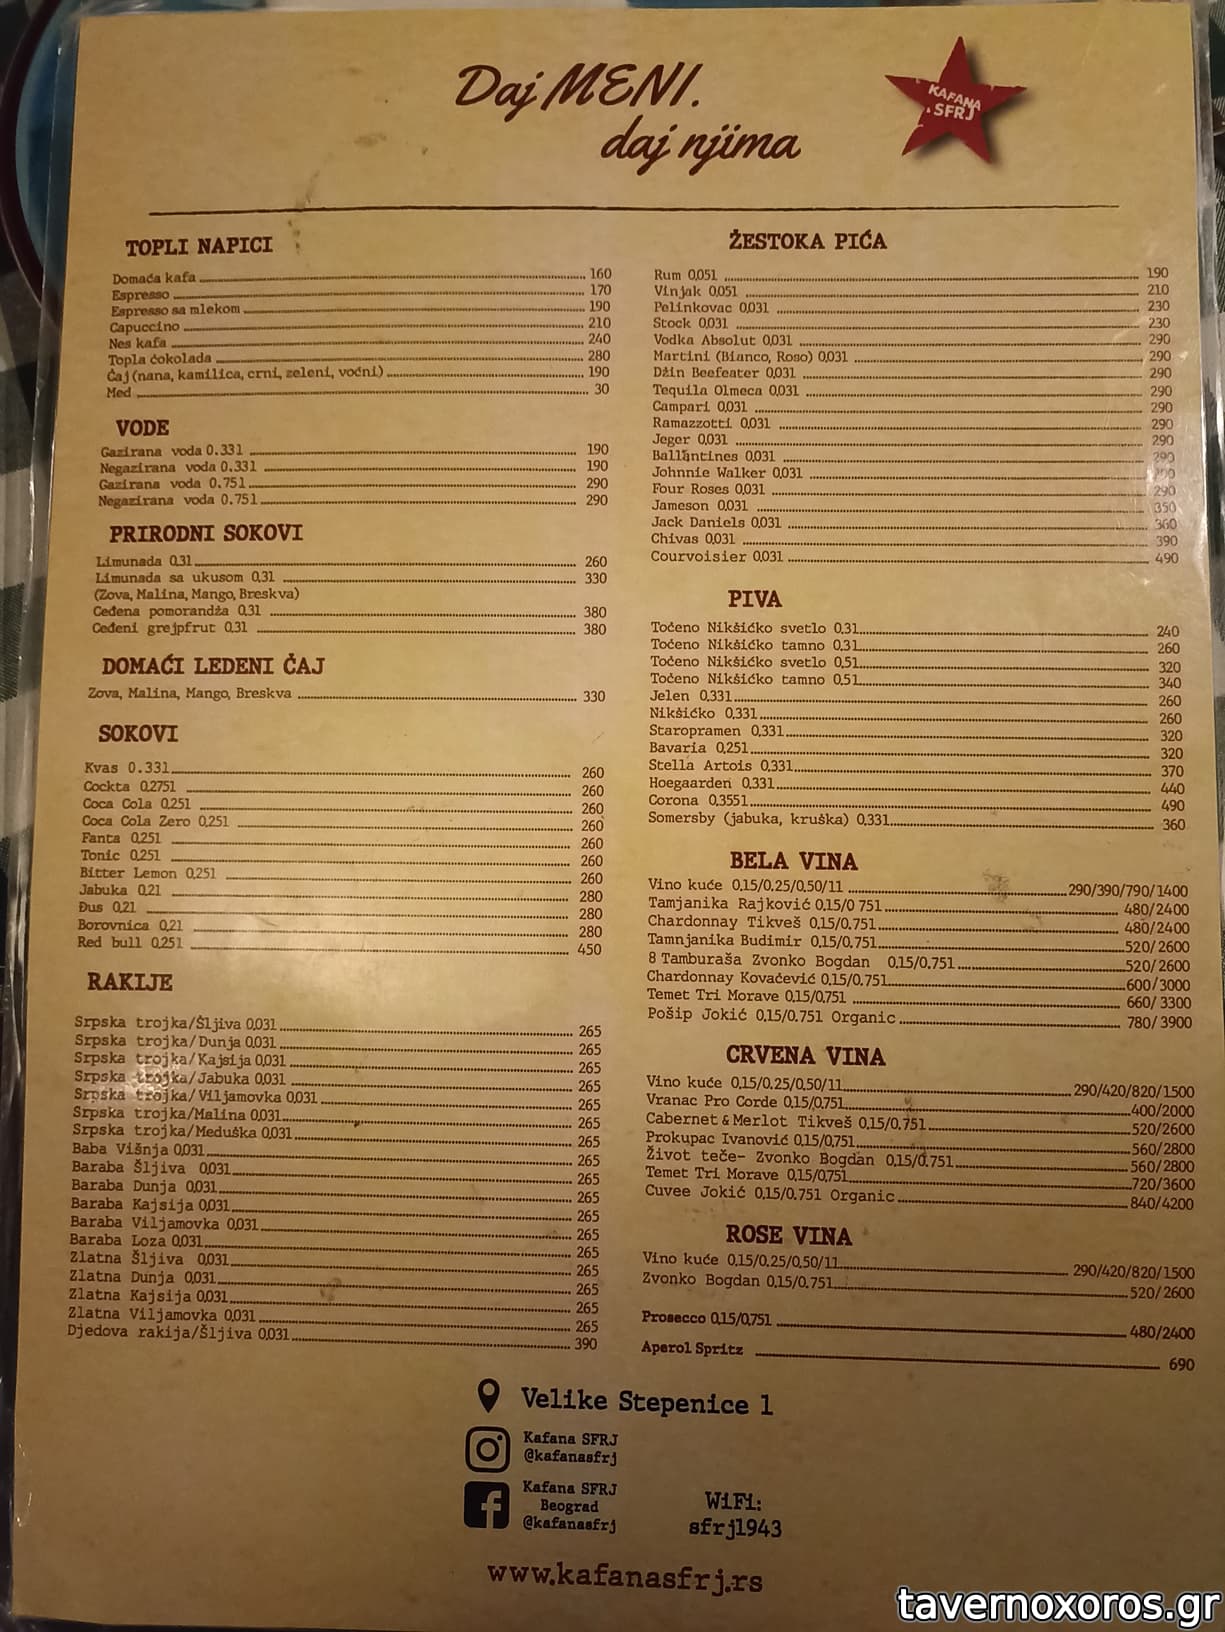 Daj MENI.
daj njima
KAFANA
SFRJ
TOPLI NAPICI
Domaća kafa 160
Espresso 170
Espresso sa mlekom 190
Capuccino 210
Nes kafa 240
Topla čokolada 280
Čaj (nana, kamilica, crni, zeleni, voćni) 190
Med 30
VODE
Gazirana voda 0.33l 190
Negazirana voda 0.33l 190
Gazirana voda 0.75l 290
Negazirana voda 0.75l 290
PRIRODNI SOKOVI
Limunada 0,3l 260
Limunada sa ukusom 0,3l 330
(Zova, Malina, Mango, Breskva)
Ceđena pomorandža 0,3l 380
Ceđeni grejpfrut 0,3l 380
DOMAĆI LEDENI ČAJ
Zova, Malina, Mango, Breskva 330
SOKOVI
Kvas 0.33l 260
Cockta 0,275l 260
Coca Cola 0,25l 260
Coca Cola Zero 0,25l 260
Fanta 0,25l 260
Tonic 0,25l 260
Bitter Lemon 0,25l 260
Jabuka 0,2l 280
Đus 0,2l 280
Borovnica 0,2l 280
Red bull 0,25l 450
RAKIJE
Srpska trojka/Šljiva 0,03l 265
Srpska trojka/Dunja 0,03l 265
Srpska trojka/Kajsija 0,03l 265
Srpska trojka/Jabuka 0,03l 265
Srpska trojka/Viljamovka 0,03l 265
Srpska trojka/Malina 0,03l 265
Srpska trojka/Meduška 0,03l 265
Baba Višnja 0,03l 265
Baraba Šljiva 0,03l 265
Baraba Dunja 0,03l 265
Baraba Kajsija 0,03l 265
Baraba Viljamovka 0,03l 265
Baraba Loza 0,03l 265
Zlatna Šljiva 0,03l 265
Zlatna Dunja 0,03l 265
Zlatna Kajsija 0,03l 265
Zlatna Viljamovka 0,03l 265
Djedova rakija/Šljiva 0,03l 390
ŽESTOKA PIĆA
Rum 0,05l 190
Vinjak 0,05l 210
Pelinkovac 0,03l 230
Stock 0,03l 230
Vodka Absolut 0,03l 290
Martini (Bianco, Roso) 0,03l 290
Džin Beefeater 0,03l 290
Tequila Olmeca 0,03l 290
Campari 0,03l 290
Ramazzotti 0,03l 290
Jeger 0,03l 290
Ballantines 0,03l 290
Johnnie Walker 0,03l
Four Roses 0,03l 290
Jameson 0,03l 350
Jack Daniels 0,03l 360
Chivas 0,03l 390
Courvoisier 0,03l 490
PIVA
Točeno Nikšićko svetlo 0,3l 240
Točeno Nikšićko tamno 0,3l 260
Točeno Nikšićko svetlo 0,5l 320
Točeno Nikšićko tamno 0,5l 340
Jelen 0,33l 260
Nikšićko 0,33l 260
Staropramen 0,33l 320
Bavaria 0,25l 320
Stella Artois 0,33l 370
Hoegaarden 0,33l 440
Corona 0,355l 490
Somersby (jabuka, kruška) 0,33l 360
BELA VINA
Vino kuće 0,15/0,25/0,50/1l 290/390/790/1400
Tamjanika Rajković 0,15/0 75l 480/2400
Chardonnay Tikveš 0,15/0,75l 480/2400
Tamnjanika Budimir 0,15/0,75l 520/2600
8 Tamburaša Zvonko Bogdan 0,15/0.75l 520/2600
Chardonnay Kovačević 0,15/0,75l 600/3000
Temet Tri Morave 0,15/0,75l 660/3300
Pošip Jokić 0,15/0.75l Organic 780/3900
CRVENA VINA
Vino kuće 0,15/0,25/0,50/1l 290/420/820/1500
Vranac Pro Corde 0,15/0,75l 400/2000
Cabernet & Merlot Tikveš 0,15/0,75l 520/2600
Prokupac Ivanović 0,15/0,75l 560/2800
Život teče- Zvonko Bogdan 0,15/0.75l 560/2800
Temet Tri Morave 0,15/0,75l 720/3600
Cuvee Jokić 0,15/0.75l Organic 840/4200
ROSE VINA
Vino kuće 0,15/0,25/0,50/1l 290/420/820/1500
Zvonko Bogdan 0,15/0.75l 520/2600
Prosecco 0,15/0,75l 480/2400
Aperol Spritz 690
Velike Stepenice 1
Kafana SFRJ
@kafanasfrj
Kafana SFRJ
Beograd
@kafanasfrj
WiFi:
sfrj1943
www.kafanasfrj.rs
tavernoxoros.gr